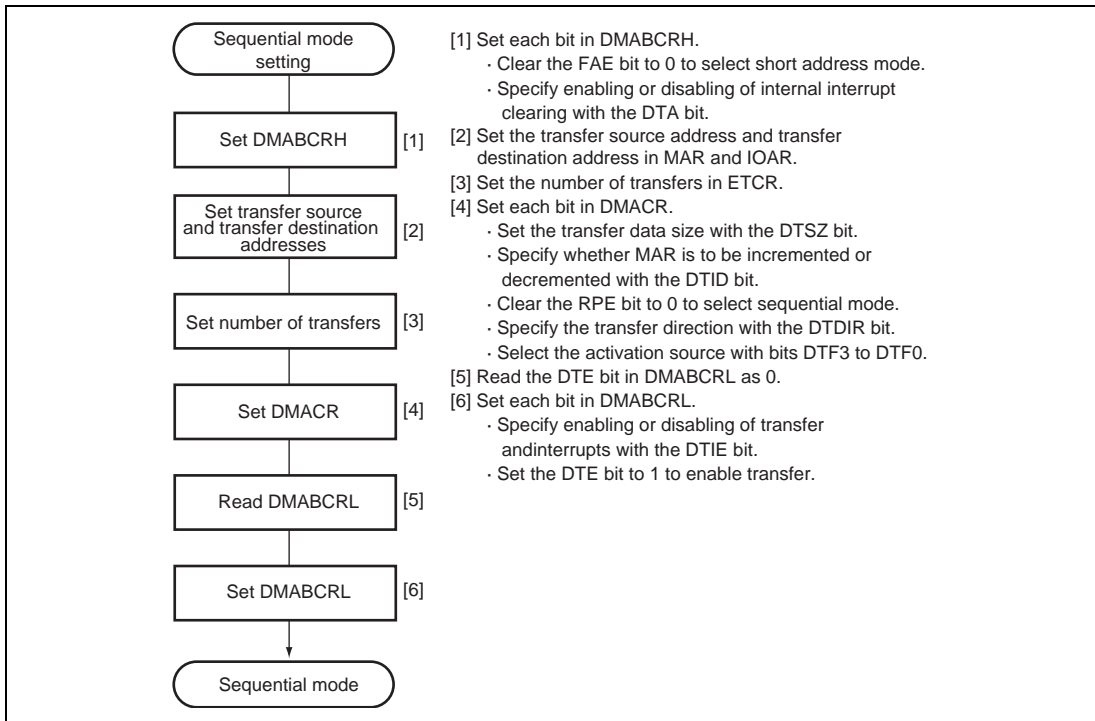 Sequential mode
setting
Set DMABCRH
[1]
Set transfer source
and transfer destination
addresses
[2]
Set number of transfers
[3]
Set DMACR
[4]
Read DMABCRL
[5]
Set DMABCRL
[6]
Sequential mode
[1] Set each bit in DMABCRH.
· Clear the FAE bit to 0 to select short address mode.
· Specify enabling or disabling of internal interrupt
clearing with the DTA bit.
[2] Set the transfer source address and transfer
destination address in MAR and IOAR.
[3] Set the number of transfers in ETCR.
[4] Set each bit in DMACR.
· Set the transfer data size with the DTSZ bit.
· Specify whether MAR is to be incremented or
decremented with the DTID bit.
· Clear the RPE bit to 0 to select sequential mode.
· Specify the transfer direction with the DTDIR bit.
· Select the activation source with bits DTF3 to DTF0.
[5] Read the DTE bit in DMABCRL as 0.
[6] Set each bit in DMABCRL.
· Specify enabling or disabling of transfer
andinterrupts with the DTIE bit.
· Set the DTE bit to 1 to enable transfer.